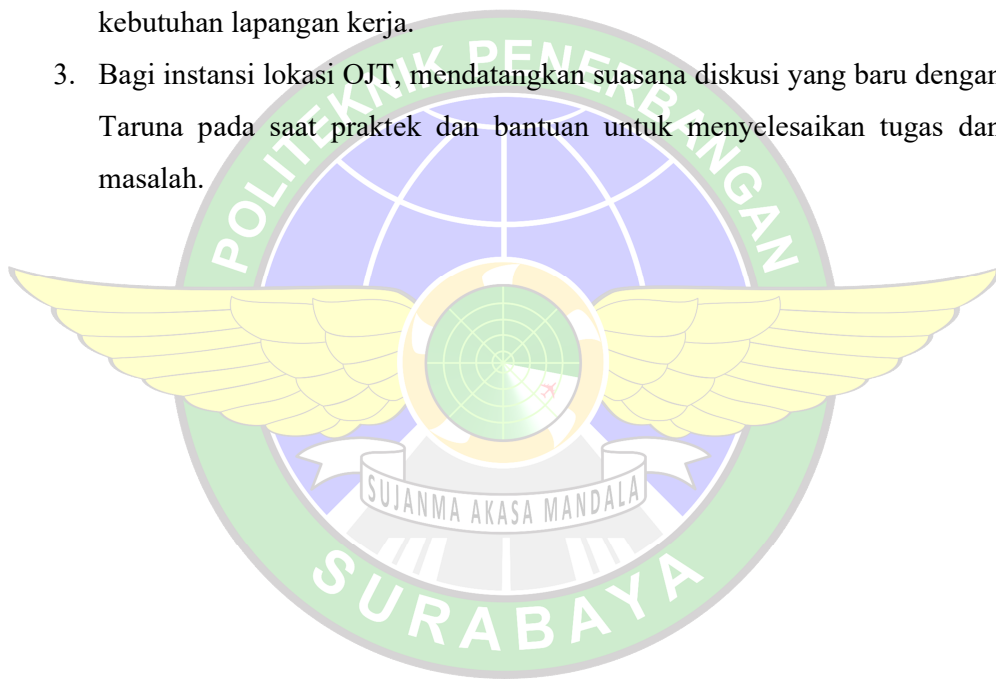 kebutuhan lapangan kerja.
3. Bagi instansi lokasi OJT, mendatangkan suasana diskusi yang baru dengan
Taruna pada saat praktek dan bantuan untuk menyelesaikan tugas dan
masalah.
POLITEKNIK PENERBANGAN
SUJANMA AKASA MANDALA
SURABAYA